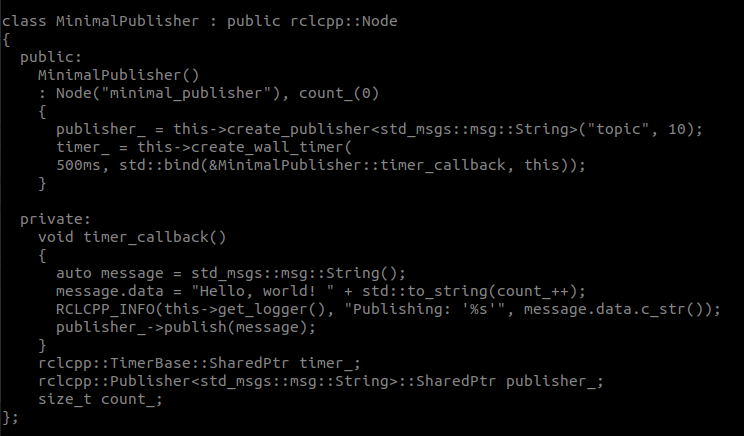 class MinimalPublisher : public rclcpp::Node
{
  public:
    MinimalPublisher()
    : Node("minimal_publisher"), count_(0)
    {
      publisher_ = this->create_publisher<std_msgs::msg::String>("topic", 10);
      timer_ = this->create_wall_timer(
      500ms, std::bind(&MinimalPublisher::timer_callback, this));
    }

  private:
    void timer_callback()
    {
      auto message = std_msgs::msg::String();
      message.data = "Hello, world! " + std::to_string(count_++);
      RCLCPP_INFO(this->get_logger(), "Publishing: '%s'", message.data.c_str());
      publisher_->publish(message);
    }
    rclcpp::TimerBase::SharedPtr timer_;
    rclcpp::Publisher<std_msgs::msg::String>::SharedPtr publisher_;
    size_t count_;
};